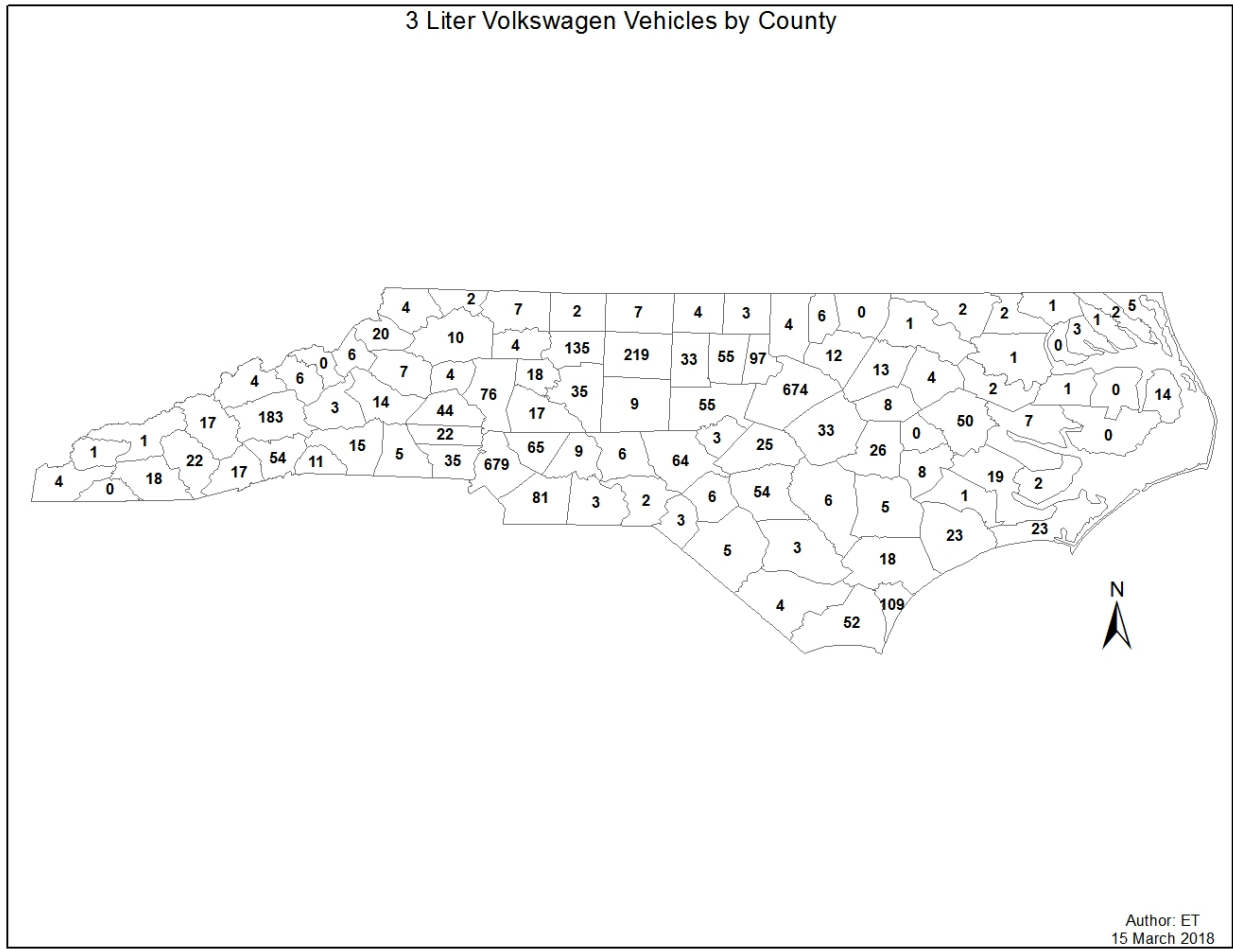 3 Liter Volkswagen Vehicles by County
4 2 7 2 7 4 3 4 6 0 1 2 2 1 3 1 2 5
20 10 4 135 219 33 55 97 12 13 4 1 0
0 6 7 4 76 18 35 9 55 674 8 2 1 0 14
4 6 3 14 44 17 33 50 7 0
17 183 15 5 22 65 9 6 64 3 25 26 0
1 1 22 54 11 35 679 8 19 2
4 0 18 17 81 3 2 3 6 54 6 5 1
5 3 18 23 23
4 52 109
N
Author: ET
15 March 2018